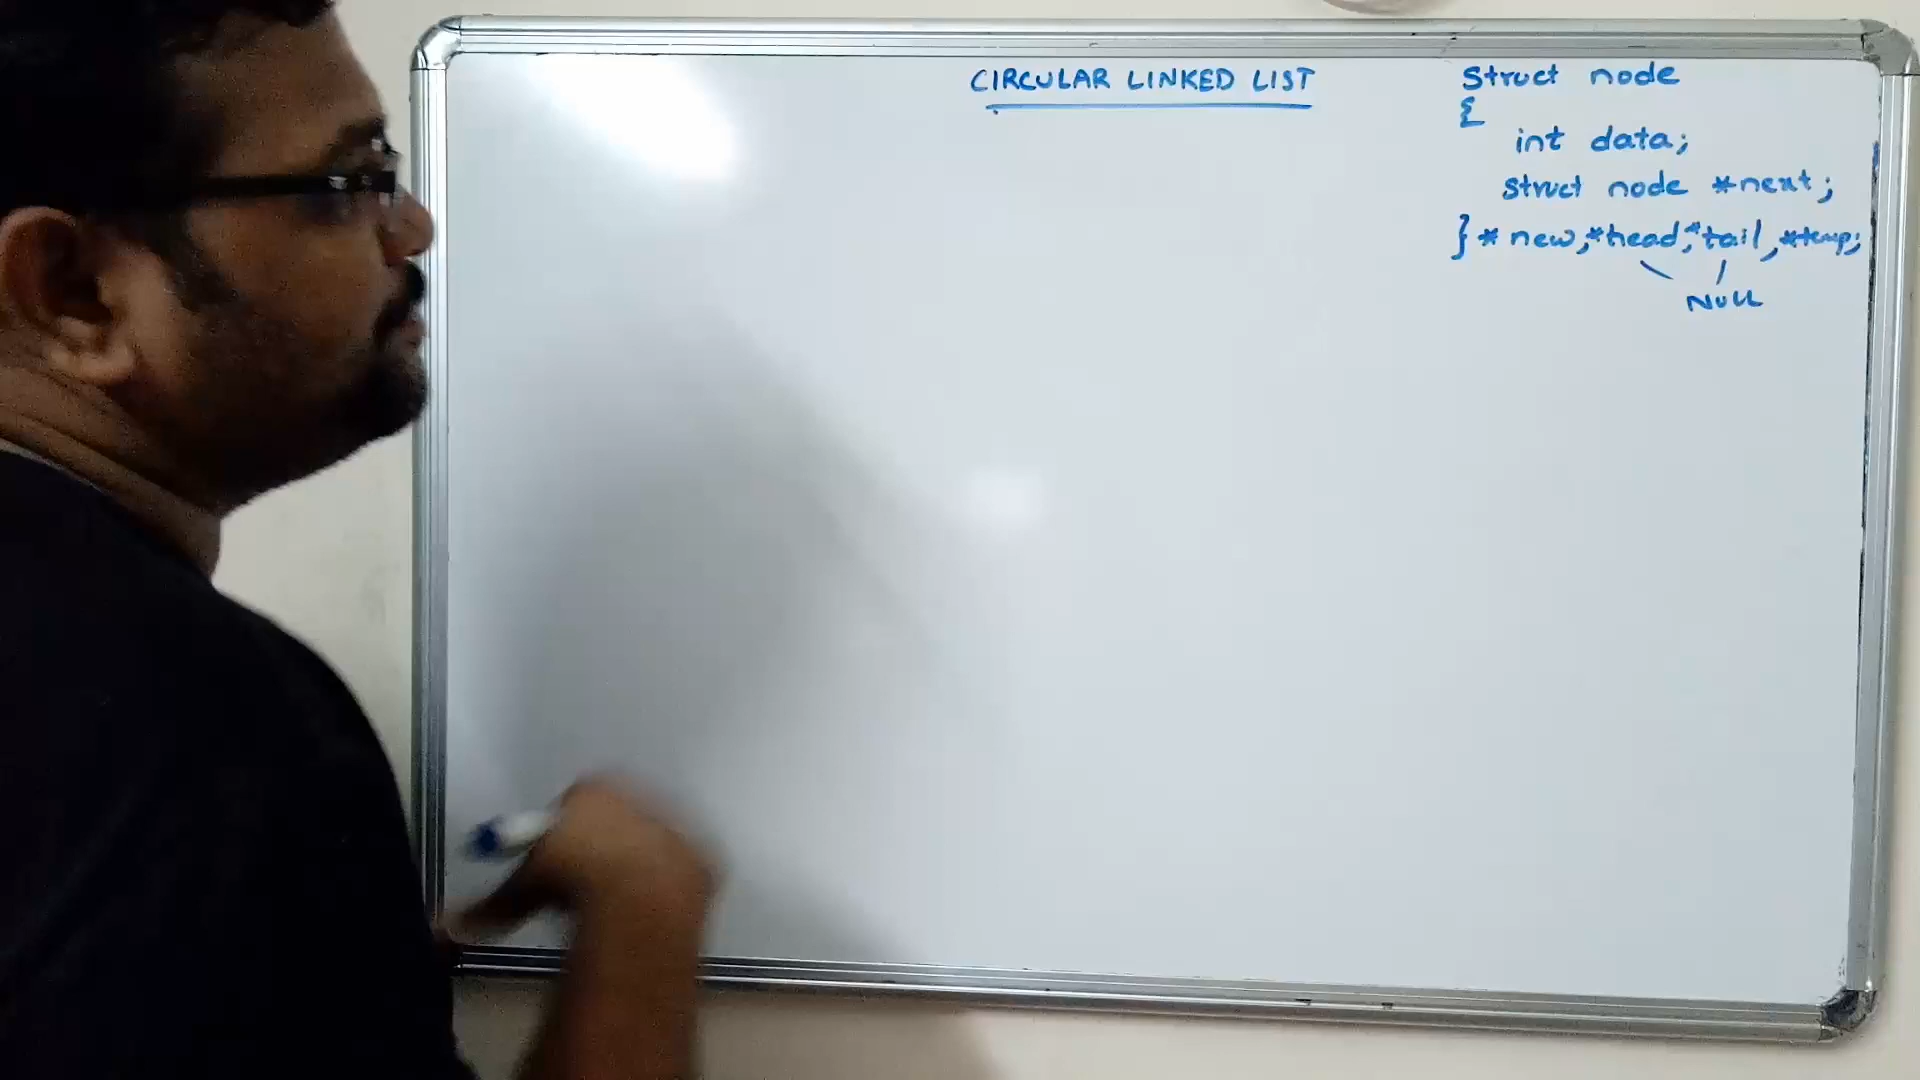 CIRCULAR LINKED LIST
Struct node
{
int data;
struct node *next;
} * new,*head,*tail,*temp;
NULL